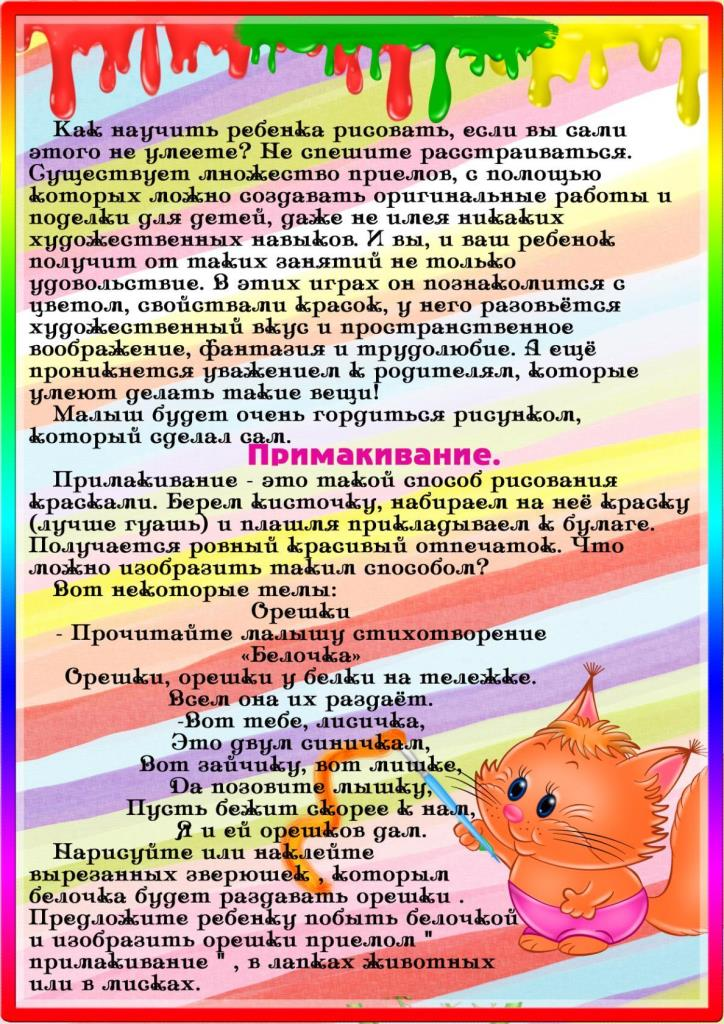 Как научить ребенка рисовать, если вы сами
этого не умеете? Не спешите расстраиваться.
Существует множество приемов, с помощью
которых можно создавать оригинальные работы и
поделки для детей, даже не имея никаких
художественных навыков. И вы, и ваш ребенок
получит от таких занятий не только
удовольствие. В этих играх он познакомится с
цветом, свойствами красок, у него разовьётся
художественный вкус и пространственное
воображение, фантазия и трудолюбие. А ещё
проникнется уважением к родителям, которые
умеют делать такие вещи!
Малыш будет очень гордиться рисунком,
который сделал сам.
Примакивание.
Примакивание - это такой способ рисования
красками. Берем кисточку, набираем на неё краску
(лучше гуашь) и плашмя прикладываем к бумаге.
Получается ровный красивый отпечаток. Что
можно изобразить таким способом?
Вот некоторые темы:
Орешки
- Прочитайте малышу стихотворение
«Белочка»
Орешки, орешки у белки на тележке.
Всем она их раздаёт.
-Вот тебе, лисичка,
Это двум синичкам,
Вот зайчику, вот мишке,
Да позовите мышку,
Пусть бежит скорее к нам,
Я и ей орешков дам.
Нарисуйте или наклейте
вырезанных зверюшек , которым
белочка будет раздавать орешки .
Предложите ребенку побыть белочкой
и изобразить орешки приемом "
примакивание " , в лапках животных
или в мисках.